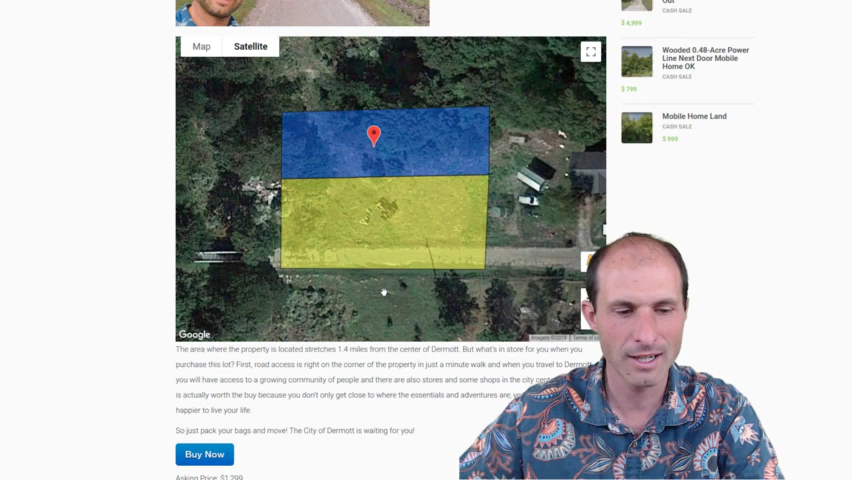 Out
CASH SALE
$ 4,999
Map
Satellite
Wooded 0.48-Acre Power
Line Next Door Mobile
Home OK
CASH SALE
$ 799
Mobile Home Land
CASH SALE
$ 999
Google
Imagery ©2019
Terms of
The area where the property is located stretches 1.4 miles from the center of Dermott. But what's in store for you when you
purchase this lot? First, road access is right on the corner of the property in just a minute walk and when you travel to Dermott
you will have access to a growing community of people and there are also stores and some shops in the city
is actually worth the buy because you don't only get close to where the essentials and adventures are;
happier to live your life.
So just pack your bags and move! The City of Dermott is waiting for you!
Buy Now
Asking Price: $1,299